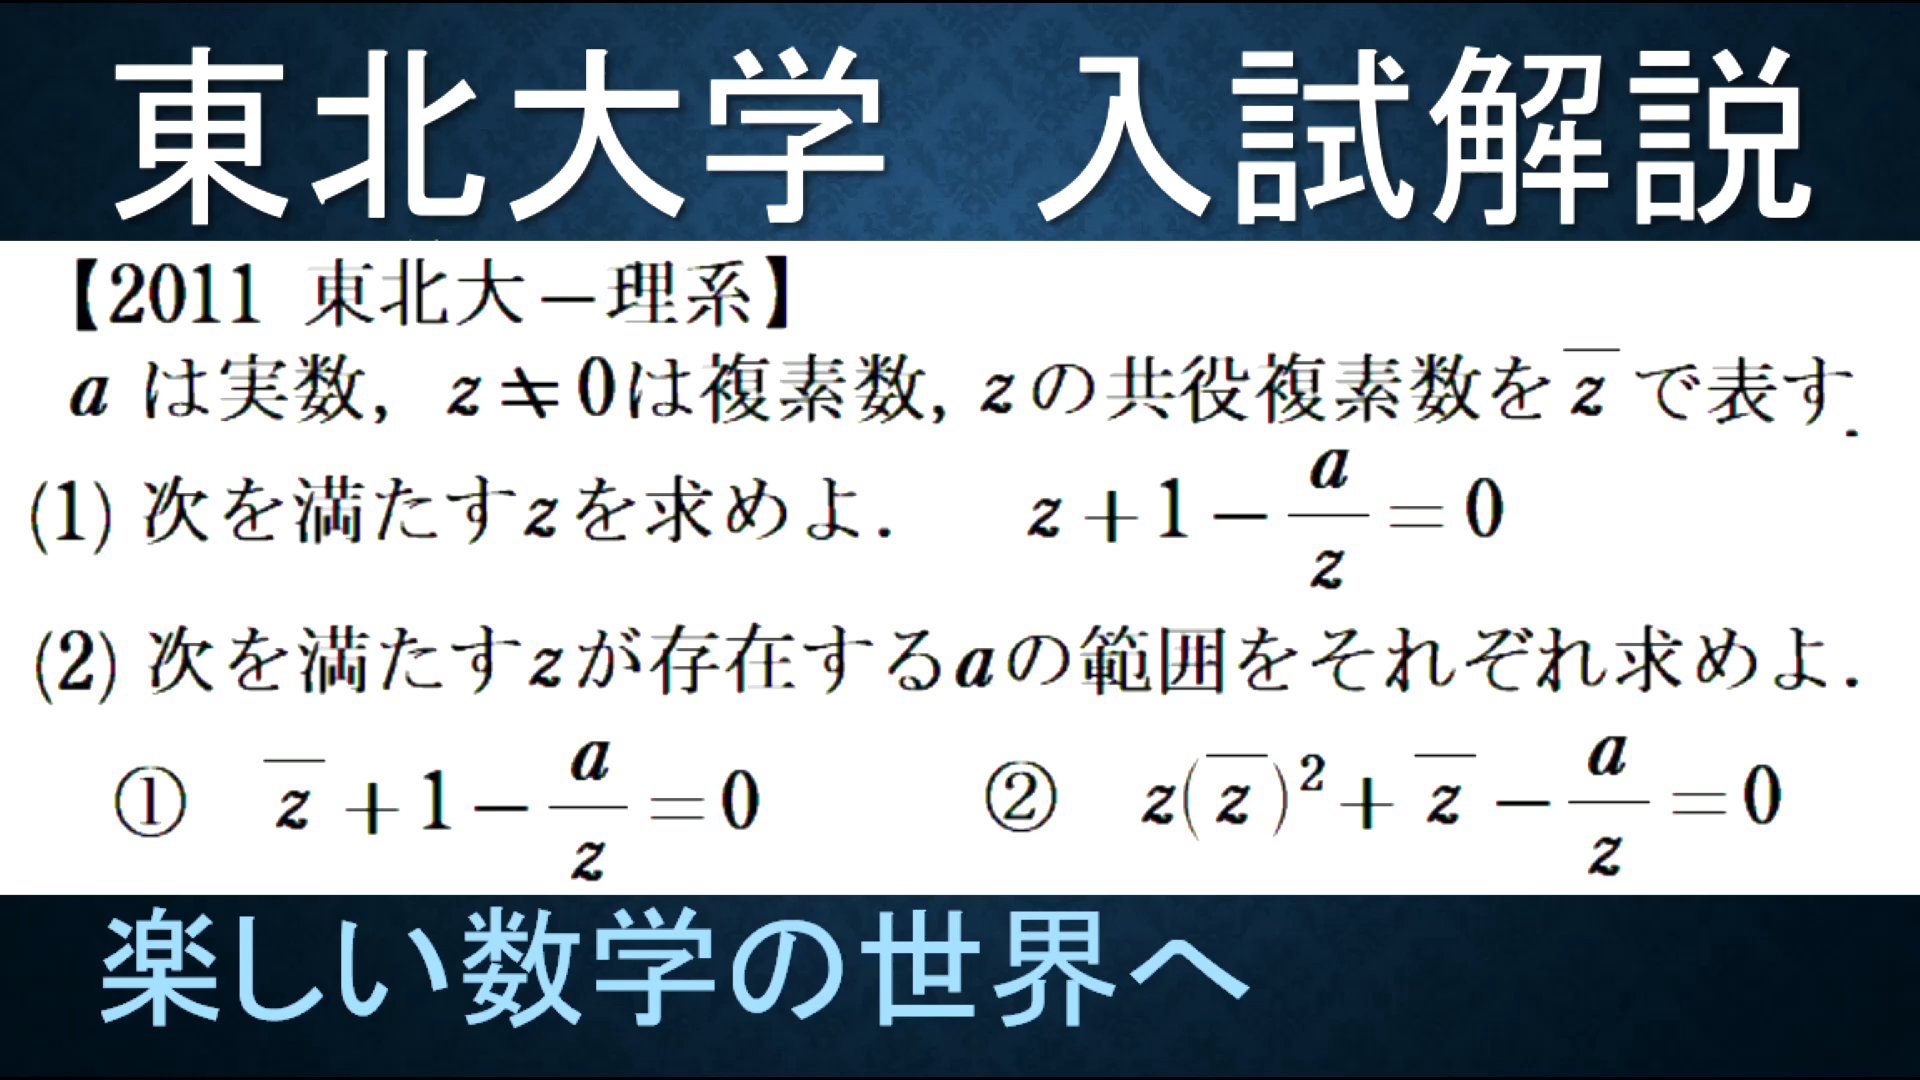 東北大学 入試解説
【2011 東北大－理系】
a は実数, z≠0は複素数, zの共役複素数を z̄ で表す.
(1) 次を満たすzを求めよ. z+1−a/z=0
(2) 次を満たすzが存在するaの範囲をそれぞれ求めよ.
① z̄+1−a/z=0 ② z(z̄)²+z̄−a/z=0
楽しい数学の世界へ